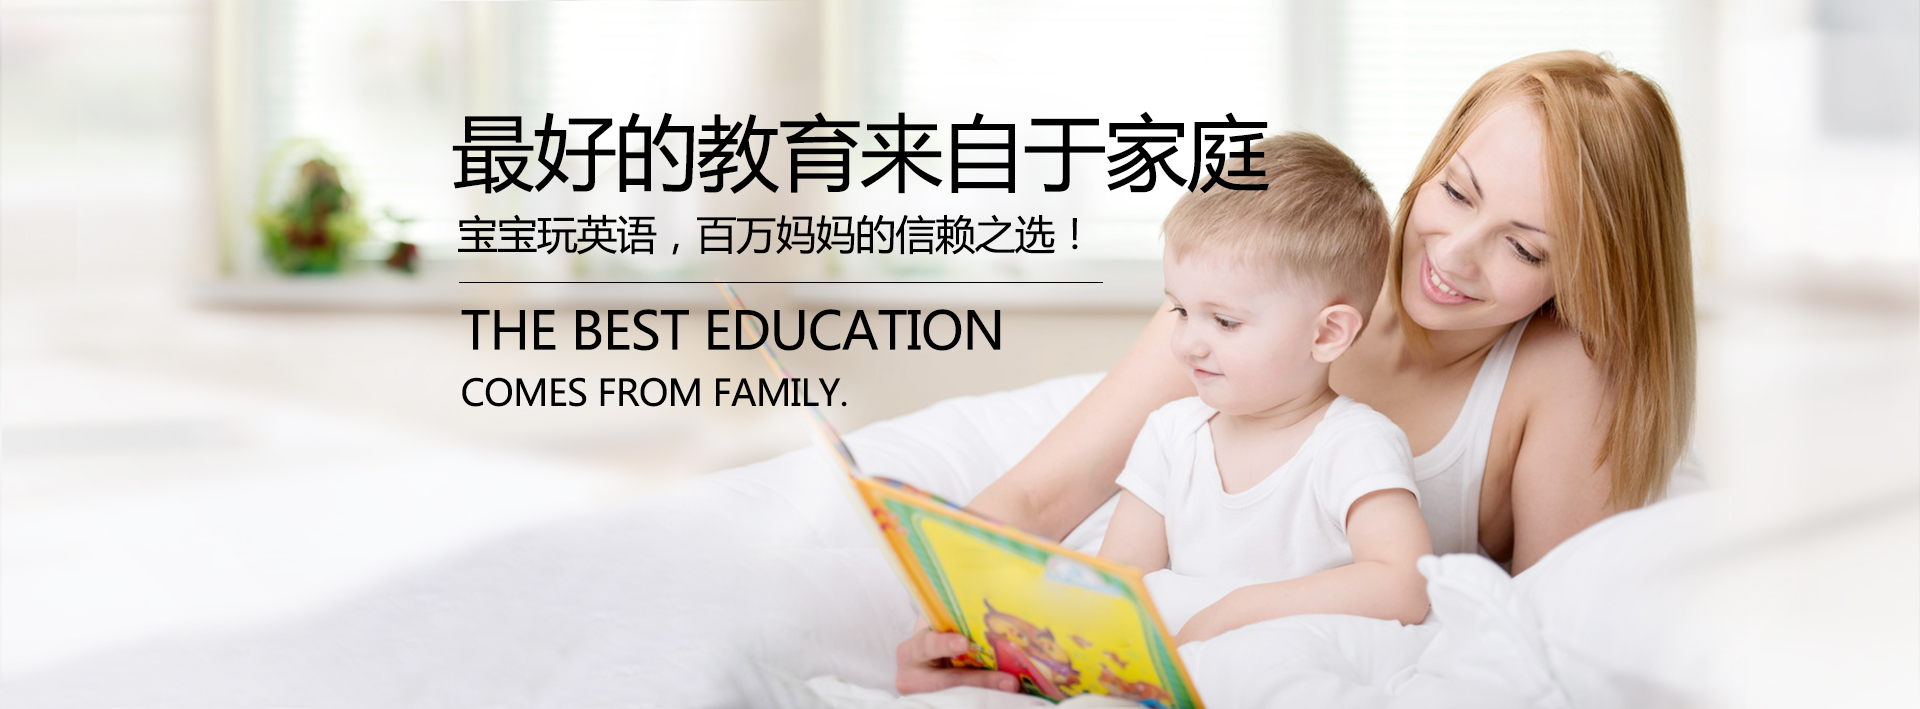 最好的教育来自于家庭
宝宝玩英语，百万妈妈的信赖之选！
THE BEST EDUCATION
COMES FROM FAMILY.